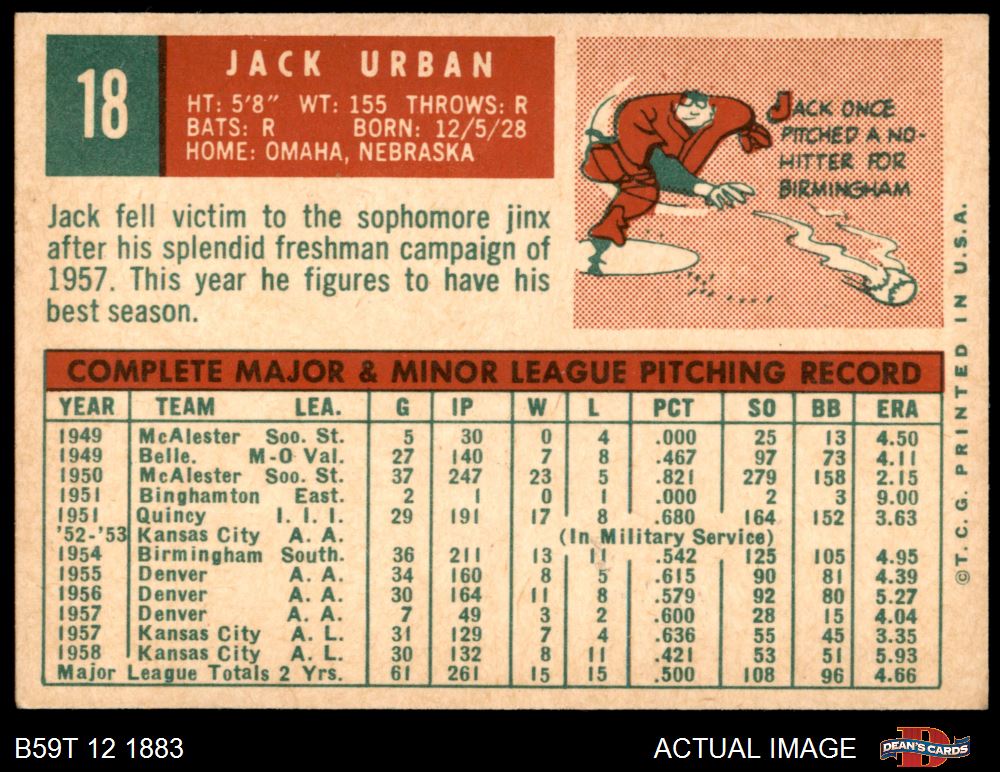 18
JACK URBAN
HT: 5'8" WT: 155 THROWS: R
BATS: R BORN: 12/5/28
HOME: OMAHA, NEBRASKA
JACK ONCE
PITCHED A NO-
HITTER FOR
BIRMINGHAM
Jack fell victim to the sophomore jinx
after his splendid freshman campaign of
1957. This year he figures to have his
best season.
COMPLETE MAJOR & MINOR LEAGUE PITCHING RECORD
YEAR TEAM LEA. G IP W L PCT SO BB ERA
1949 McAlester Soo. St. 5 30 0 4 .000 25 13 4.50
1949 Belle. M-O Val. 27 140 7 8 .467 97 73 4.11
1950 McAlester Soo. St. 37 247 23 5 .821 279 158 2.15
1951 Binghamton East. 2 1 0 1 .000 2 3 9.00
1951 Quincy I. I. I. 29 191 17 8 .680 164 152 3.63
'52-'53 Kansas City A. A. (In Military Service)
1954 Birmingham South. 36 211 13 11 .542 125 105 4.95
1955 Denver A. A. 34 160 8 5 .615 90 81 4.39
1956 Denver A. A. 30 164 11 8 .579 92 80 5.27
1957 Denver A. A. 7 49 3 2 .600 28 15 4.04
1957 Kansas City A. L. 31 129 7 4 .636 55 45 3.35
1958 Kansas City A. L. 30 132 8 11 .421 53 51 5.93
Major League Totals 2 Yrs. 61 261 15 15 .500 108 96 4.66
©T.C.G. PRINTED IN U.S.A.
B59T 12 1883
ACTUAL IMAGE
DEAN'S CARDS